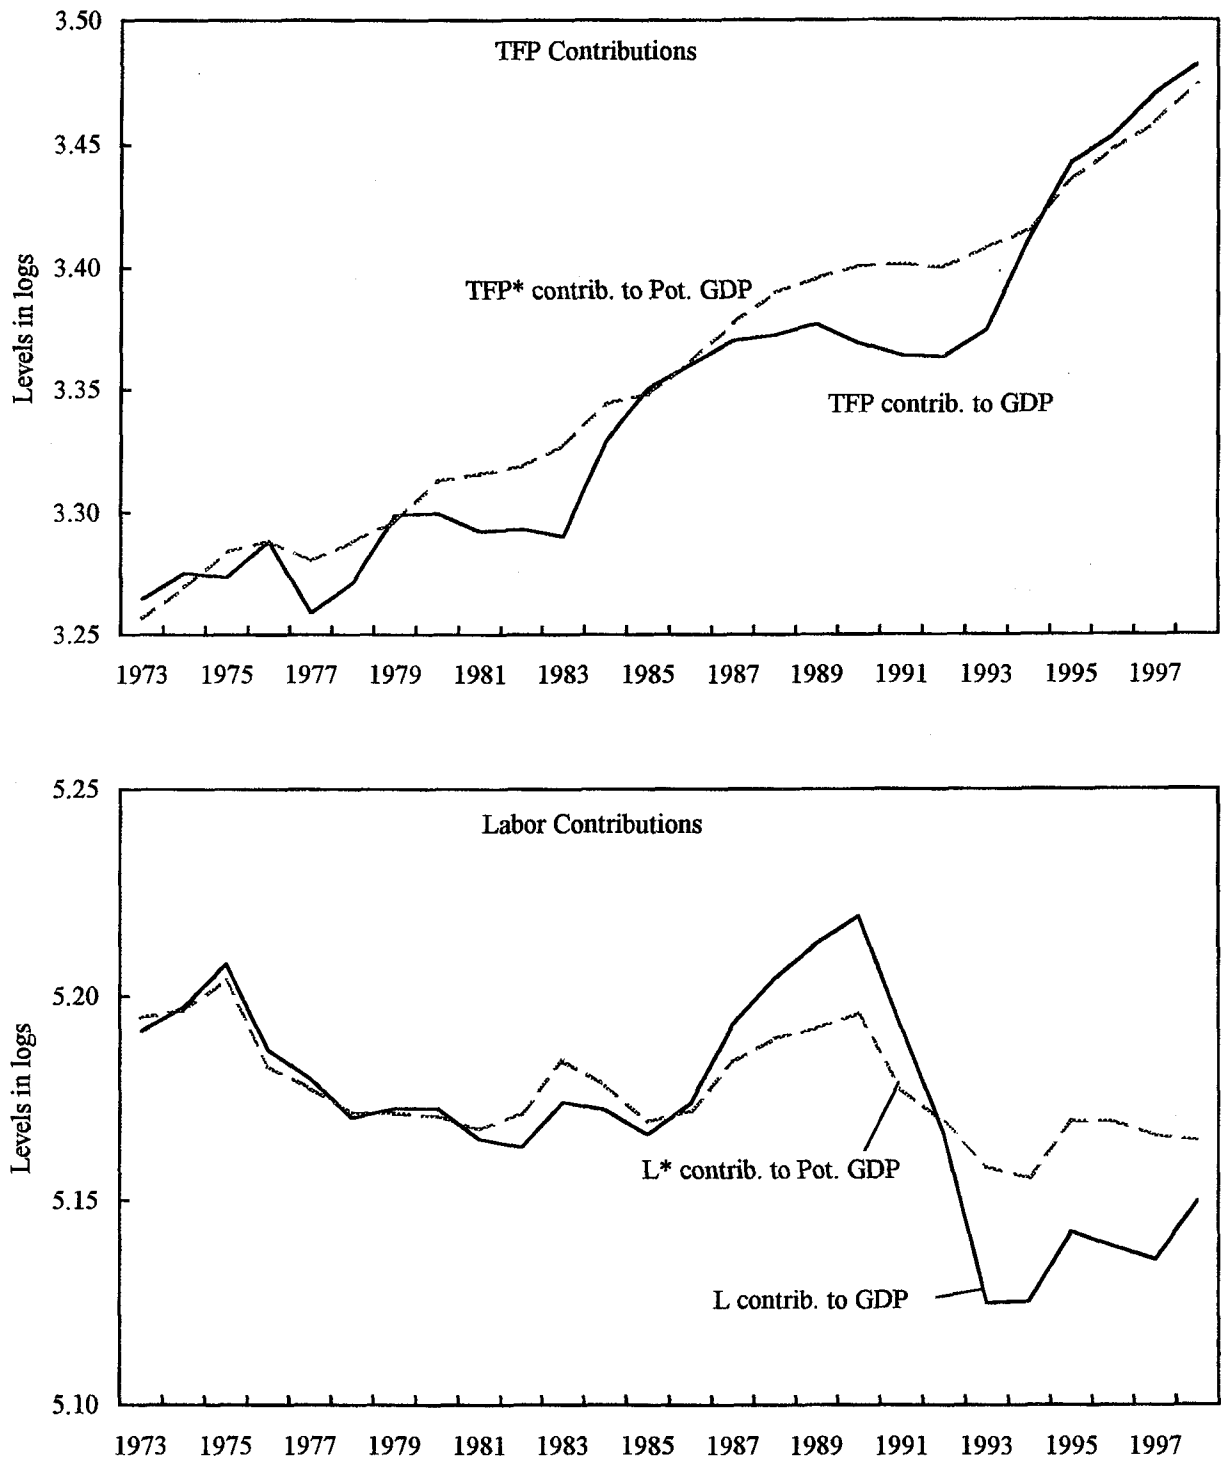 TFP Contributions
3.50
3.45
3.40
3.35
3.30
3.25
Levels in logs
TFP* contrib. to Pot. GDP
TFP contrib. to GDP
1973 1975 1977 1979 1981 1983 1985 1987 1989 1991 1993 1995 1997
Labor Contributions
5.25
5.20
5.15
5.10
Levels in logs
L* contrib. to Pot. GDP
L contrib. to GDP
1973 1975 1977 1979 1981 1983 1985 1987 1989 1991 1993 1995 1997